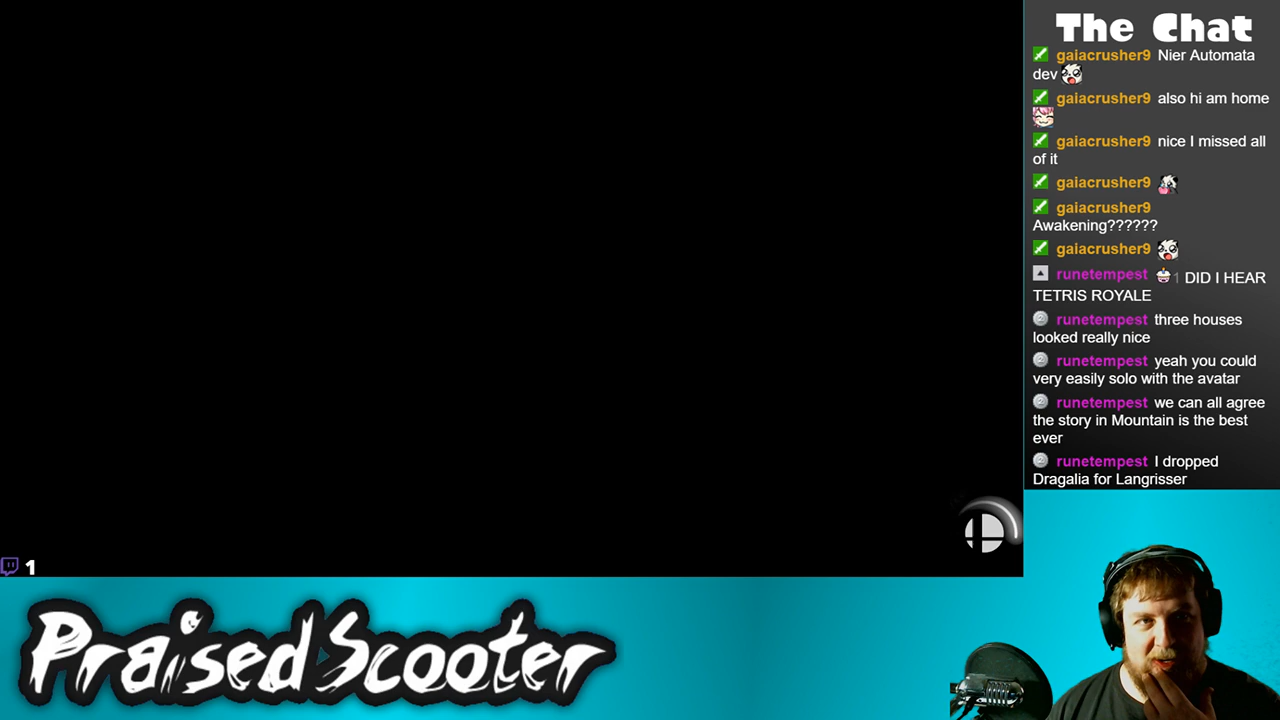 The Chat
gaiacrusher9 Nier Automata
dev
gaiacrusher9 also hi am home
gaiacrusher9 nice I missed all
of it
gaiacrusher9
gaiacrusher9
Awakening??????
gaiacrusher9
runetempest 1 DID I HEAR
TETRIS ROYALE
runetempest three houses
looked really nice
runetempest yeah you could
very easily solo with the avatar
runetempest we can all agree
the story in Mountain is the best
ever
runetempest I dropped
Dragalia for Langrisser
1
PraisedScooter